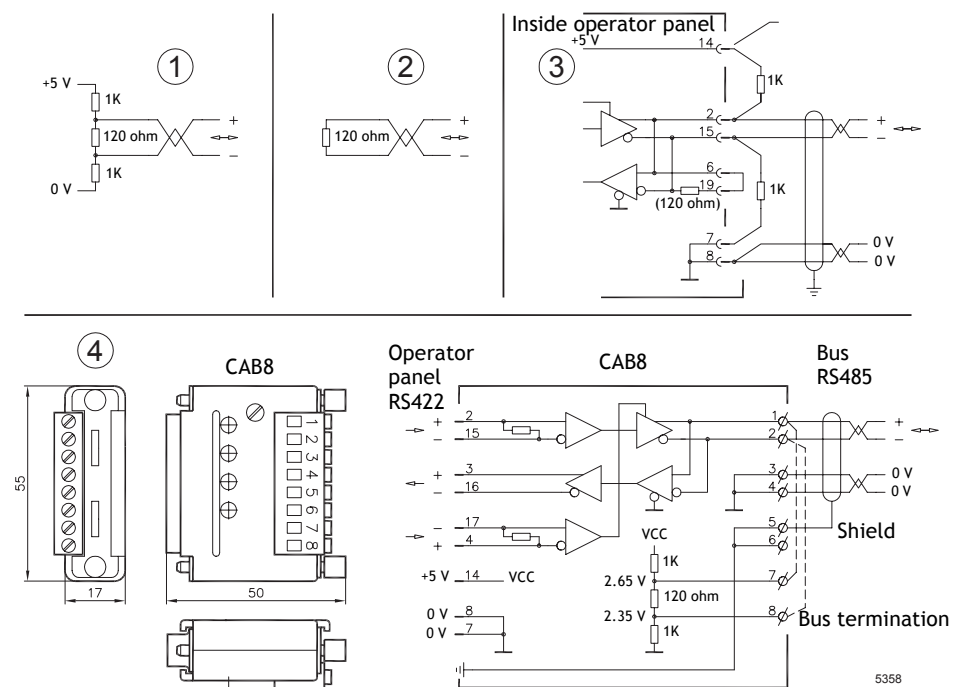 1
+5 V
1K
120 ohm
+
−
1K
0 V
2
120 ohm
+
−
Inside operator panel
+5 V
14
3
1K
2
+
15
−
6
19
(120 ohm)
1K
7
0 V
8
0 V
4
CAB8
55
17
50
1
2
3
4
5
6
7
8
Operator
panel
RS422
CAB8
Bus
RS485
+ 2
− 15
+ 3
− 16
− 17
+ 4
+5 V 14 VCC
0 V 8
0 V 7
VCC
1K
2.65 V
120 ohm
2.35 V
1K
1 +
2 −
3 0 V
4 0 V
5
Shield
6
7
8
Bus termination
5358